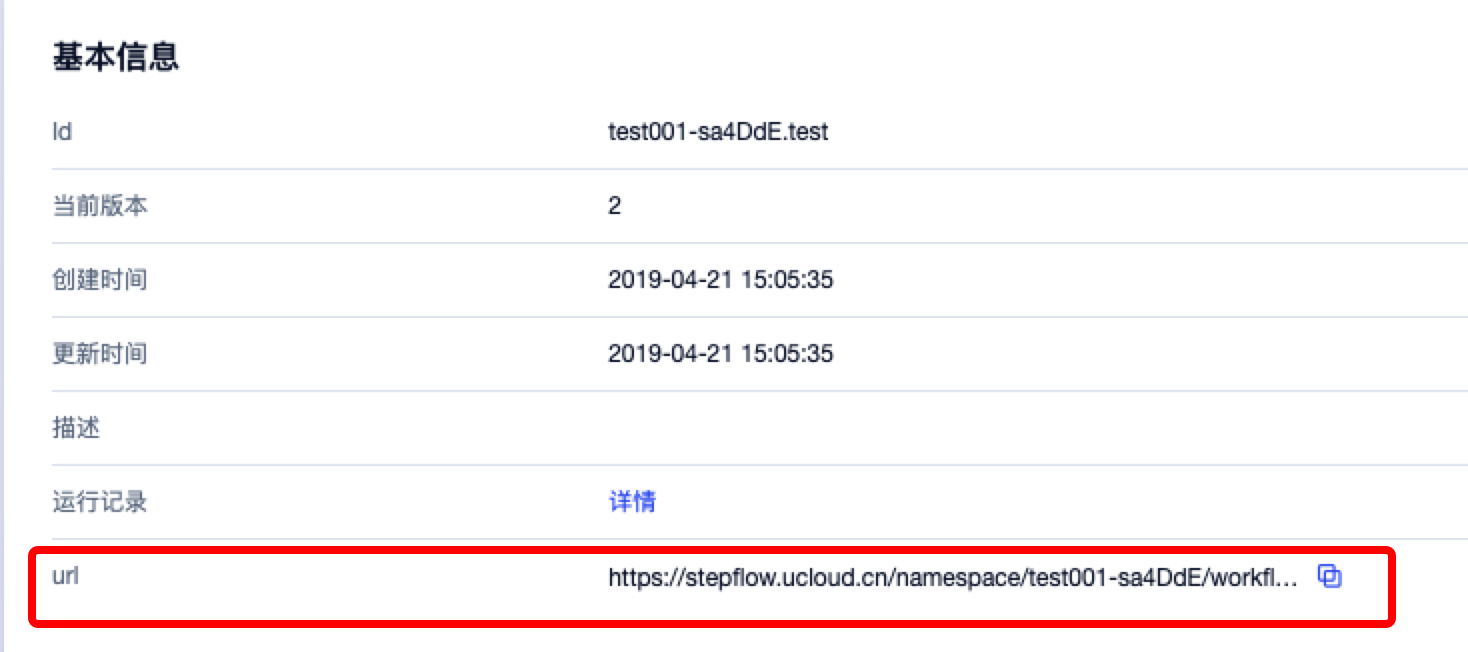 基本信息
Id test001-sa4DdE.test
当前版本 2
创建时间 2019-04-21 15:05:35
更新时间 2019-04-21 15:05:35
描述
运行记录 详情
url https://stepflow.ucloud.cn/namespace/test001-sa4DdE/workfl...